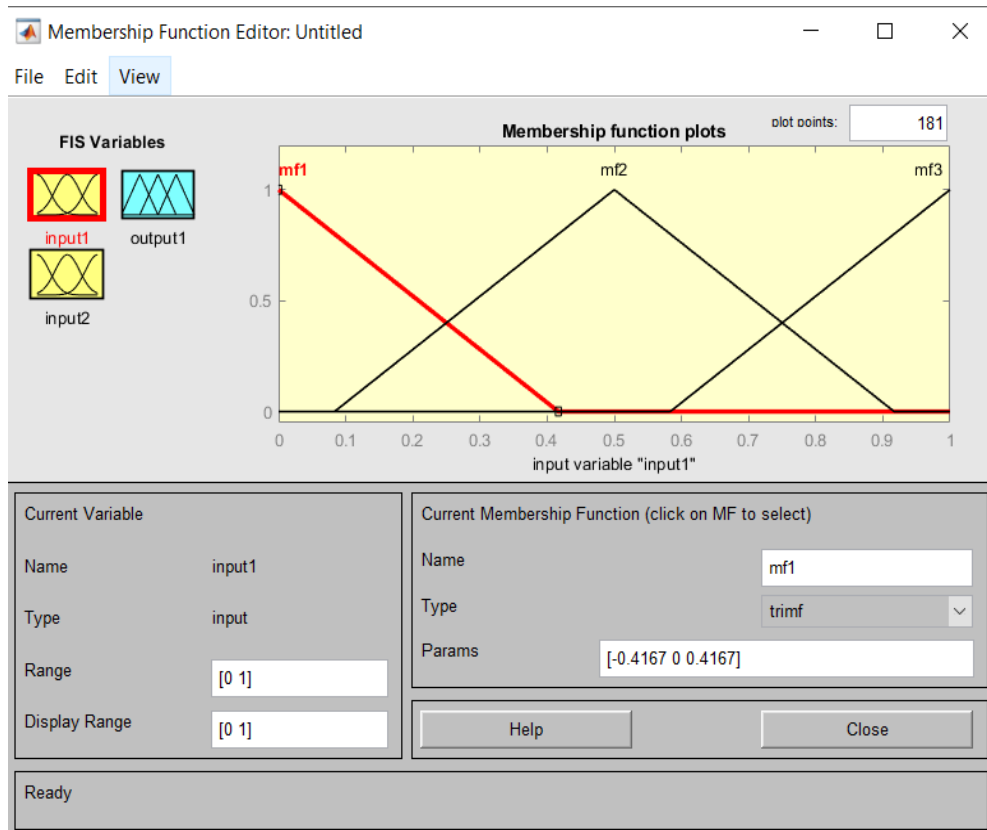 Membership Function Editor: Untitled
File Edit View
FIS Variables
input1
output1
input2
Membership function plots
plot points:
181
mf1
mf2
mf3
1
0.5
0
0 0.1 0.2 0.3 0.4 0.5 0.6 0.7 0.8 0.9 1
input variable "input1"
Current Variable
Name input1
Type input
Range [0 1]
Display Range [0 1]
Current Membership Function (click on MF to select)
Name mf1
Type trimf
Params [-0.4167 0 0.4167]
Help Close
Ready